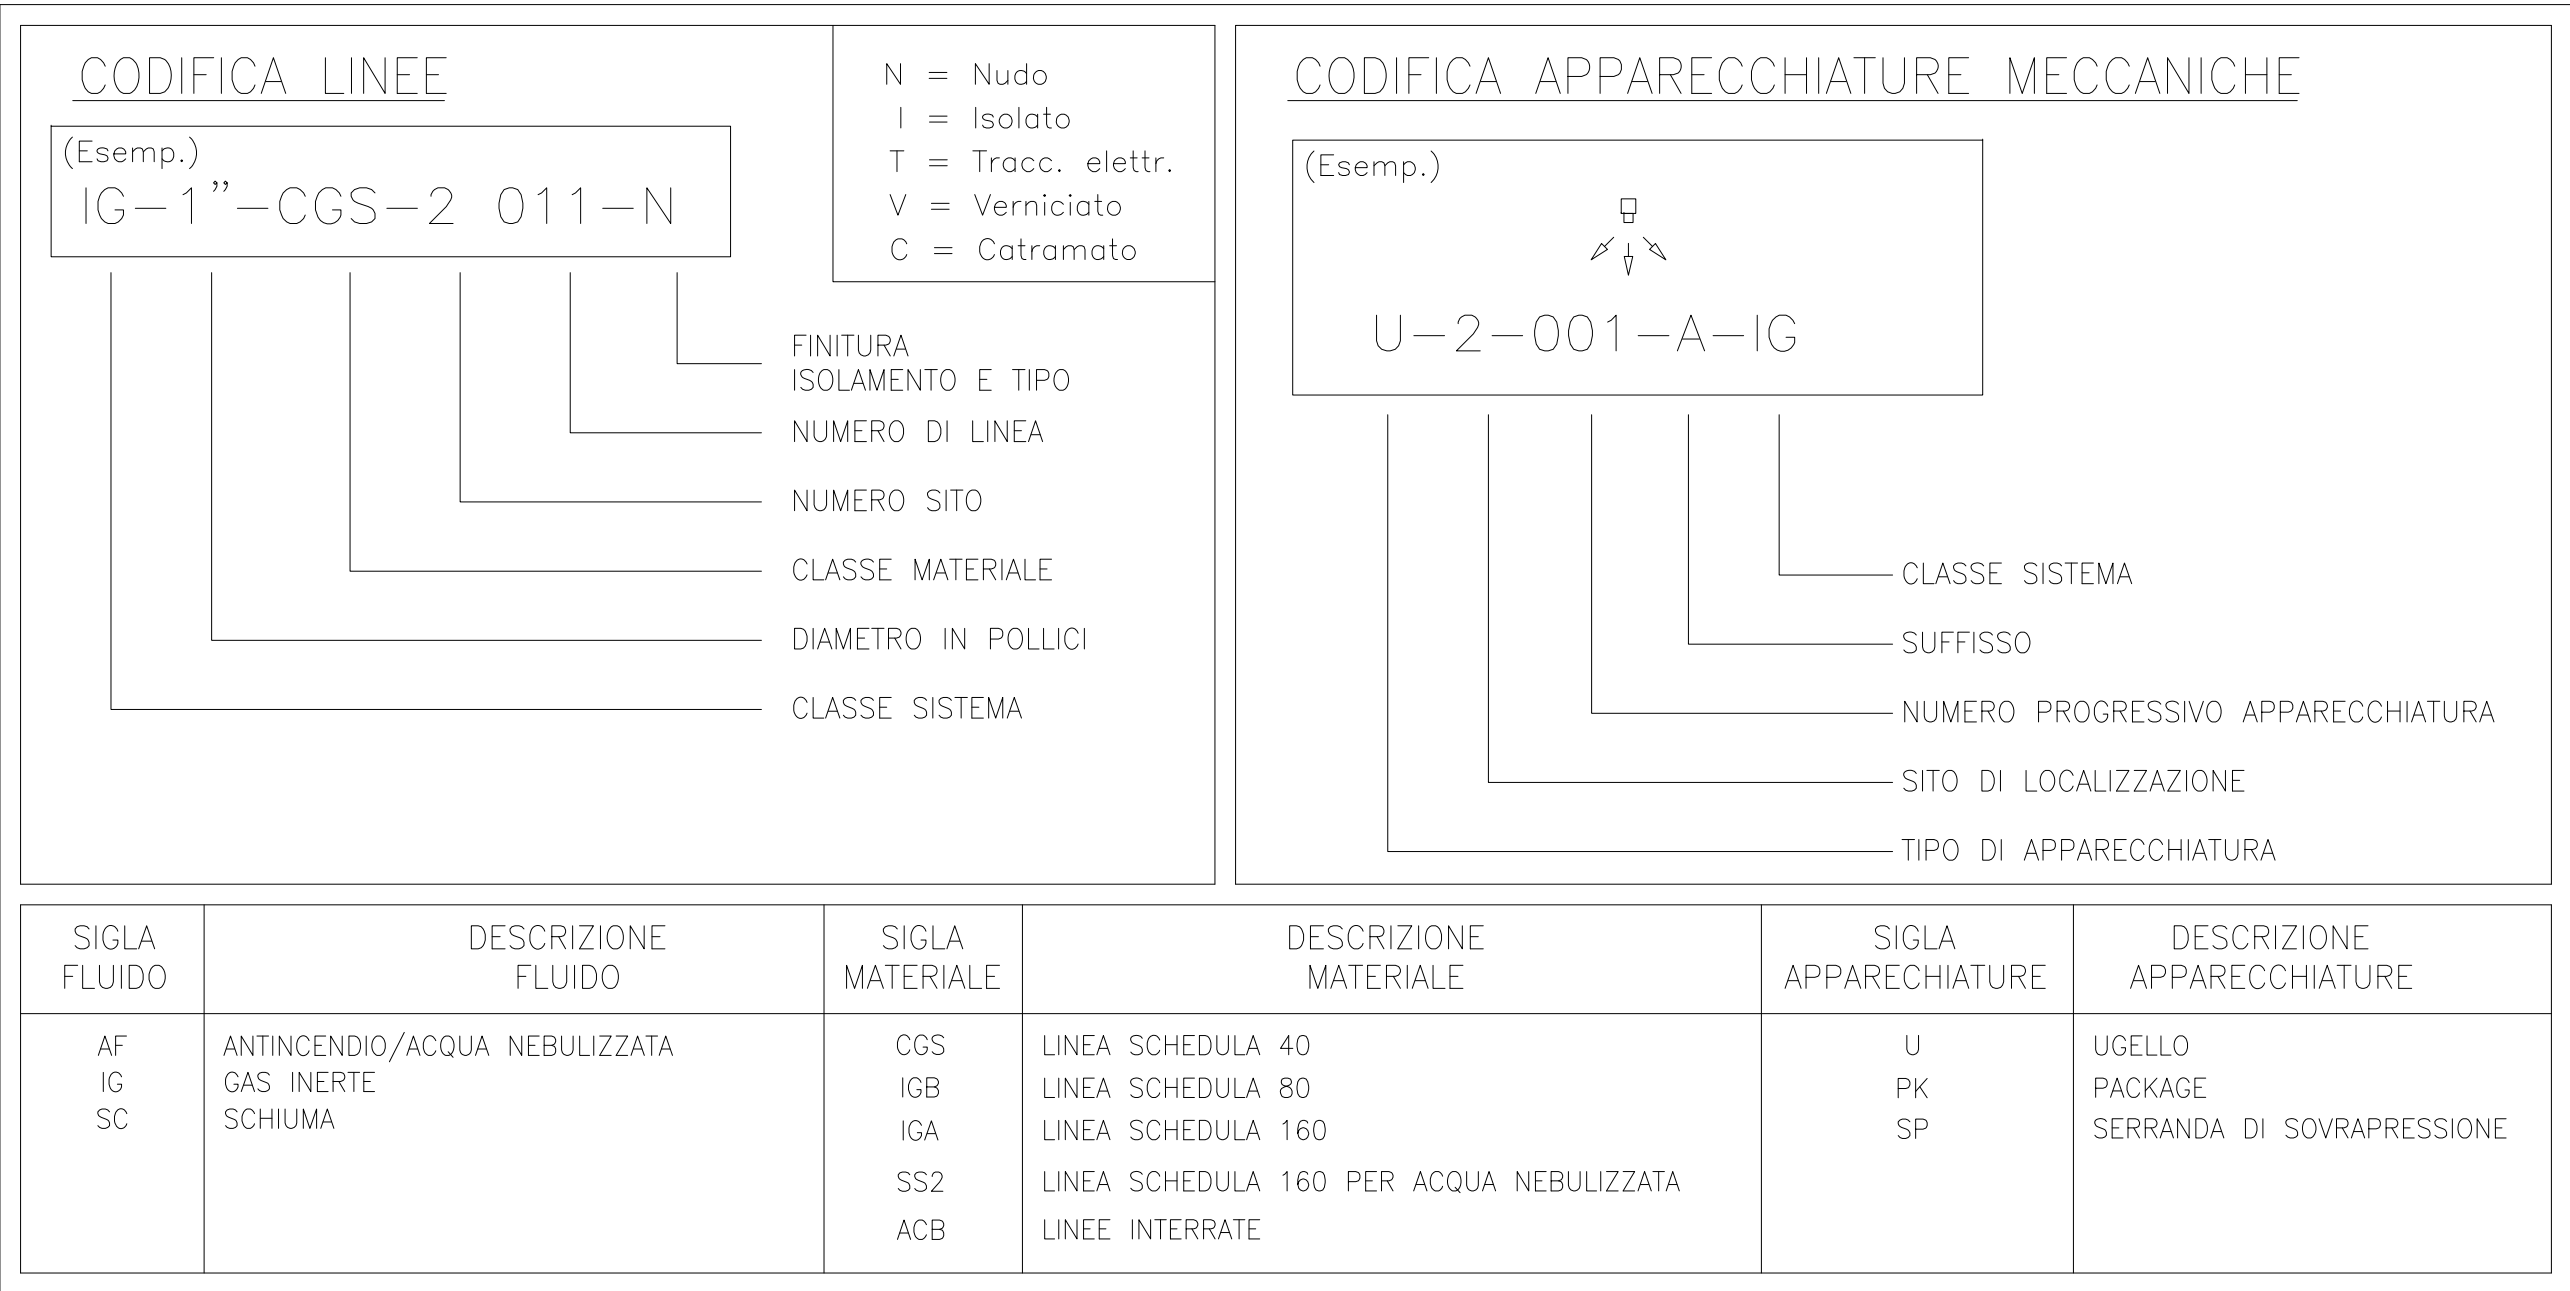 CODIFICA LINEE
(Esemp.)
IG-1"-CGS-2 011-N
N = Nudo
I = Isolato
T = Tracc. elettr.
V = Verniciato
C = Catramato
FINITURA
ISOLAMENTO E TIPO
NUMERO DI LINEA
NUMERO SITO
CLASSE MATERIALE
DIAMETRO IN POLLICI
CLASSE SISTEMA
CODIFICA APPARECCHIATURE MECCANICHE
(Esemp.)
U-2-001-A-IG
CLASSE SISTEMA
SUFFISSO
NUMERO PROGRESSIVO APPARECCHIATURA
SITO DI LOCALIZZAZIONE
TIPO DI APPARECCHIATURA
SIGLA FLUIDO
DESCRIZIONE FLUIDO
SIGLA MATERIALE
DESCRIZIONE MATERIALE
SIGLA APPARECHIATURE
DESCRIZIONE APPARECCHIATURE
AF ANTINCENDIO/ACQUA NEBULIZZATA
IG GAS INERTE
SC SCHIUMA
CGS LINEA SCHEDULA 40
IGB LINEA SCHEDULA 80
IGA LINEA SCHEDULA 160
SS2 LINEA SCHEDULA 160 PER ACQUA NEBULIZZATA
ACB LINEE INTERRATE
U UGELLO
PK PACKAGE
SP SERRANDA DI SOVRAPRESSIONE